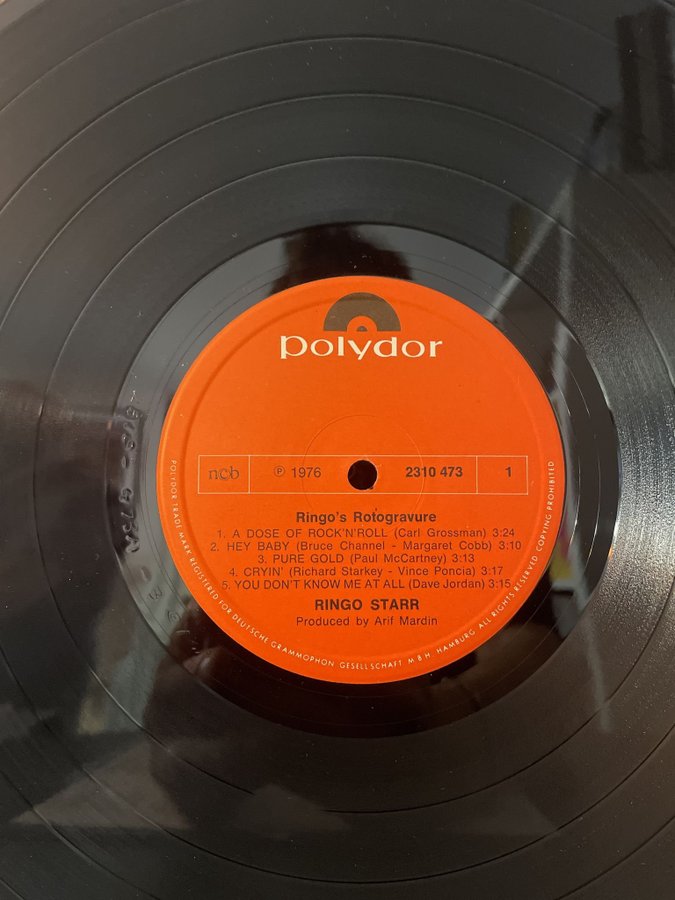 polydor
ncb ℗ 1976 2310 473 1
Ringo's Rotogravure
1. A DOSE OF ROCK'N'ROLL (Carl Grossman) 3:24
2. HEY BABY (Bruce Channel - Margaret Cobb) 3:10
3. PURE GOLD (Paul McCartney) 3:13
4. CRYIN' (Richard Starkey - Vince Poncia) 3:17
5. YOU DON'T KNOW ME AT ALL (Dave Jordan) 3:15
RINGO STARR
Produced by Arif Mardin
POLYDOR TRADE MARK REGISTERED FOR DEUTSCHE GRAMMOPHON GESELLSCHAFT M B H. HAMBURG ALL RIGHTS RESERVED COPYING PROHIBITED